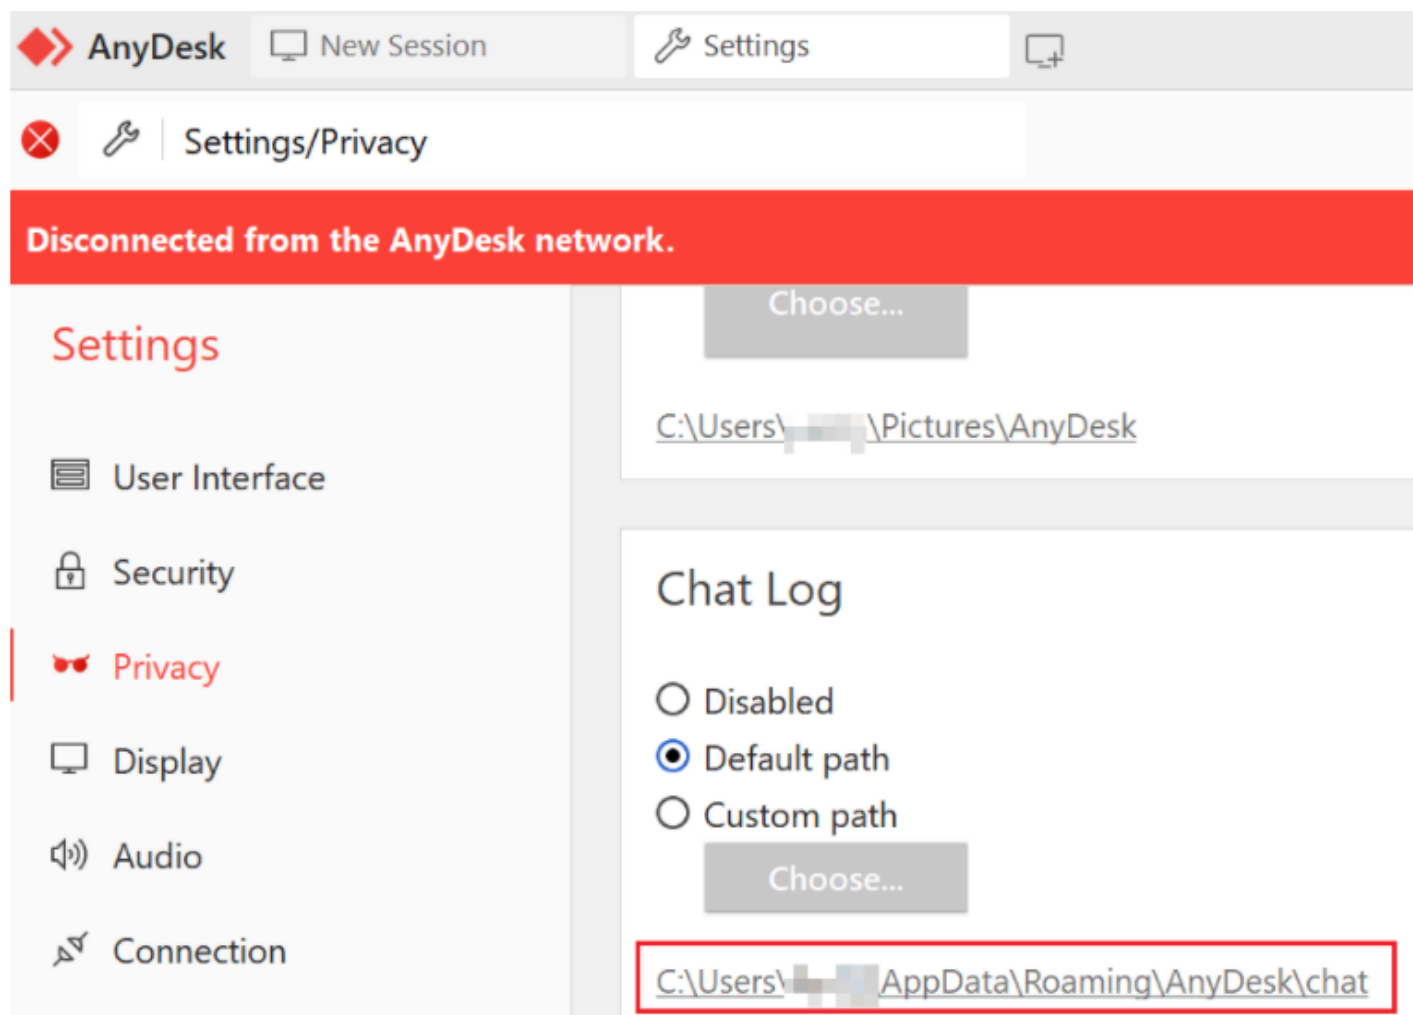 AnyDesk
New Session
Settings
Settings/Privacy
Disconnected from the AnyDesk network.
Settings
User Interface
Security
Privacy
Display
Audio
Connection
Choose...
C:\Users\ \Pictures\AnyDesk
Chat Log
Disabled
Default path
Custom path
Choose...
C:\Users\ AppData\Roaming\AnyDesk\chat